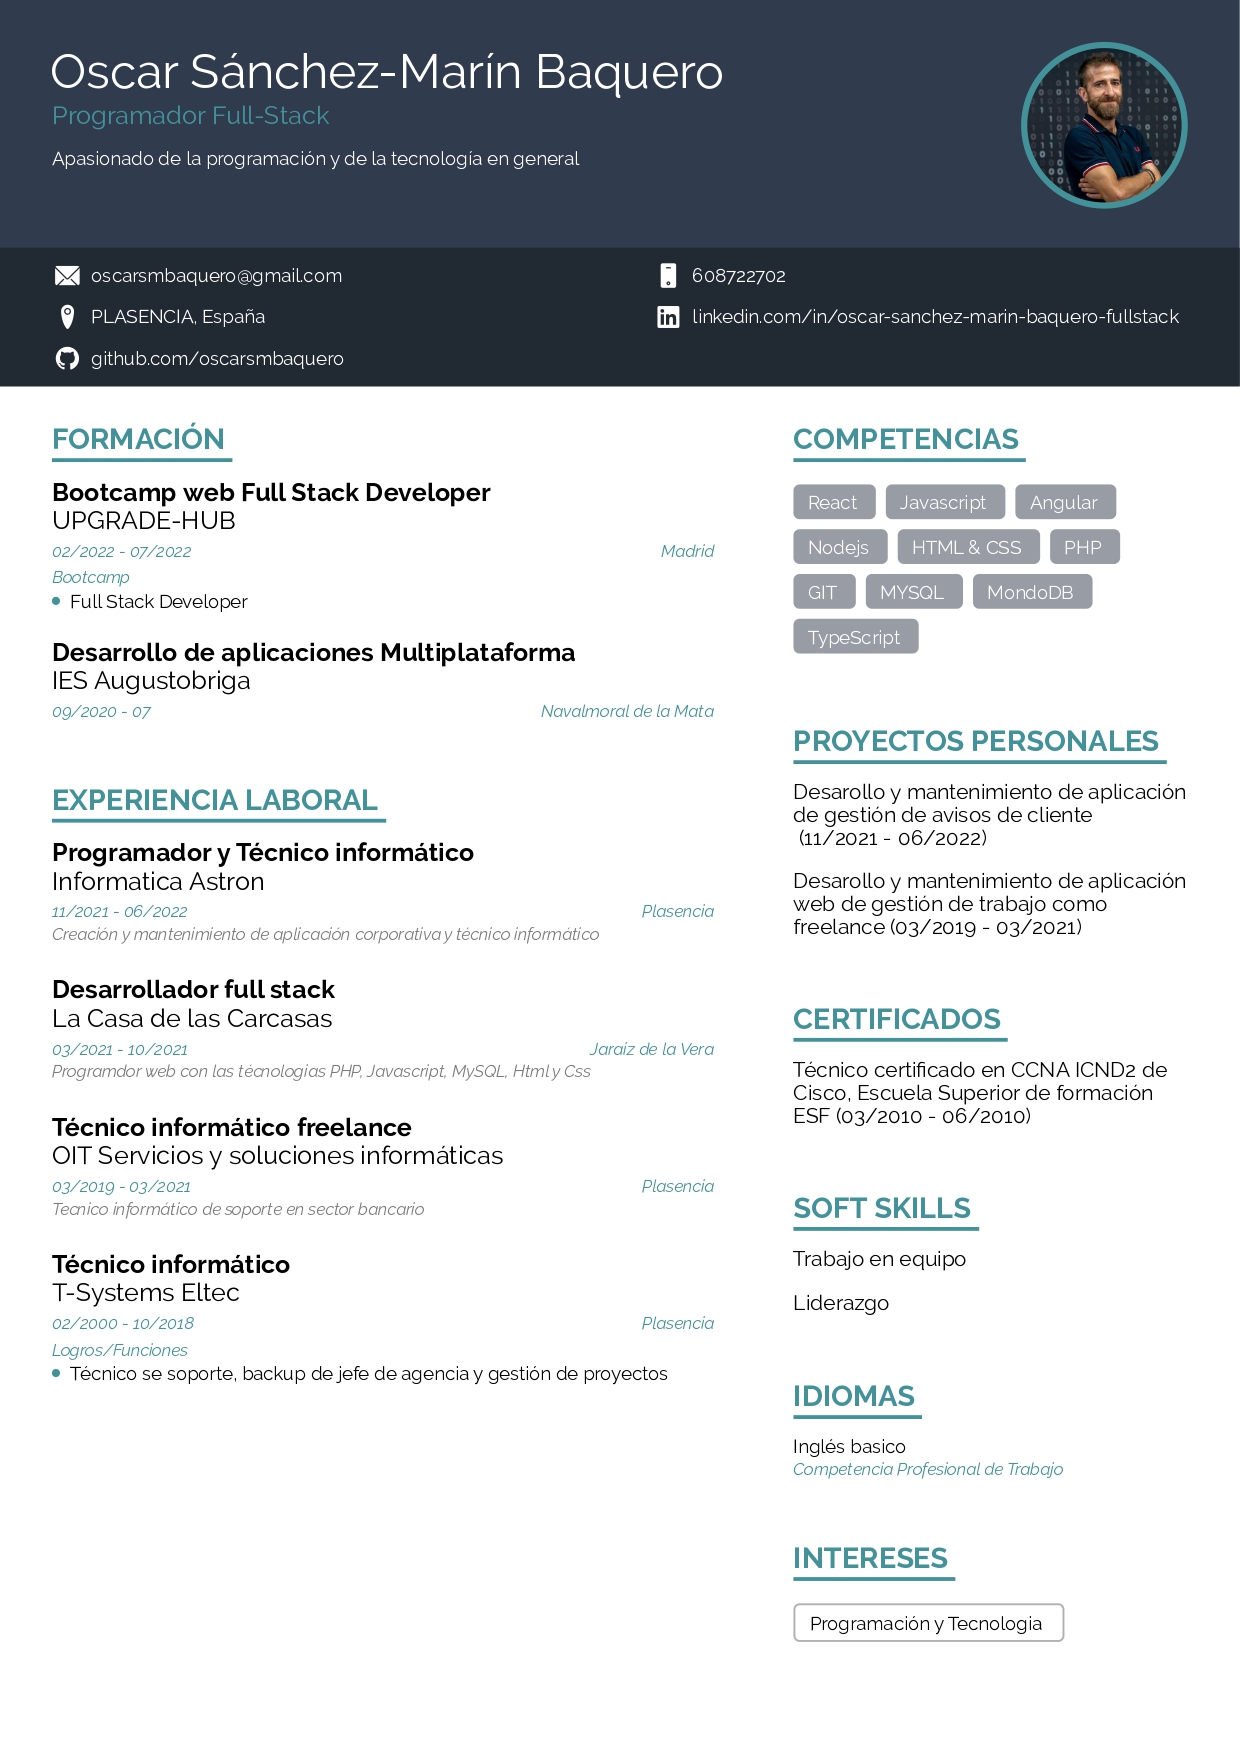 Oscar Sánchez-Marín Baquero
Programador Full-Stack
Apasionado de la programación y de la tecnología en general
oscarsmbaquero@gmail.com
608722702
PLASENCIA, España
linkedin.com/in/oscar-sanchez-marin-baquero-fullstack
github.com/oscarsmbaquero
FORMACIÓN
Bootcamp web Full Stack Developer
UPGRADE-HUB
02/2022 - 07/2022 Madrid
Bootcamp
Full Stack Developer
Desarrollo de aplicaciones Multiplataforma
IES Augustobriga
09/2020 - 07 Navalmoral de la Mata
EXPERIENCIA LABORAL
Programador y Técnico informático
Informatica Astron
11/2021 - 06/2022 Plasencia
Creación y mantenimiento de aplicación corporativa y técnico informático
Desarrollador full stack
La Casa de las Carcasas
03/2021 - 10/2021 Jaraiz de la Vera
Programdor web con las técnologias PHP, Javascript, MySQL, Html y Css
Técnico informático freelance
OIT Servicios y soluciones informáticas
03/2019 - 03/2021 Plasencia
Tecnico informático de soporte en sector bancario
Técnico informático
T-Systems Eltec
02/2000 - 10/2018 Plasencia
Logros/Funciones
Técnico se soporte, backup de jefe de agencia y gestión de proyectos
COMPETENCIAS
React Javascript Angular
Nodejs HTML & CSS PHP
GIT MYSQL MondoDB
TypeScript
PROYECTOS PERSONALES
Desarollo y mantenimiento de aplicación
de gestión de avisos de cliente
(11/2021 - 06/2022)
Desarollo y mantenimiento de aplicación
web de gestión de trabajo como
freelance (03/2019 - 03/2021)
CERTIFICADOS
Técnico certificado en CCNA ICND2 de
Cisco, Escuela Superior de formación
ESF (03/2010 - 06/2010)
SOFT SKILLS
Trabajo en equipo
Liderazgo
IDIOMAS
Inglés basico
Competencia Profesional de Trabajo
INTERESES
Programación y Tecnologia